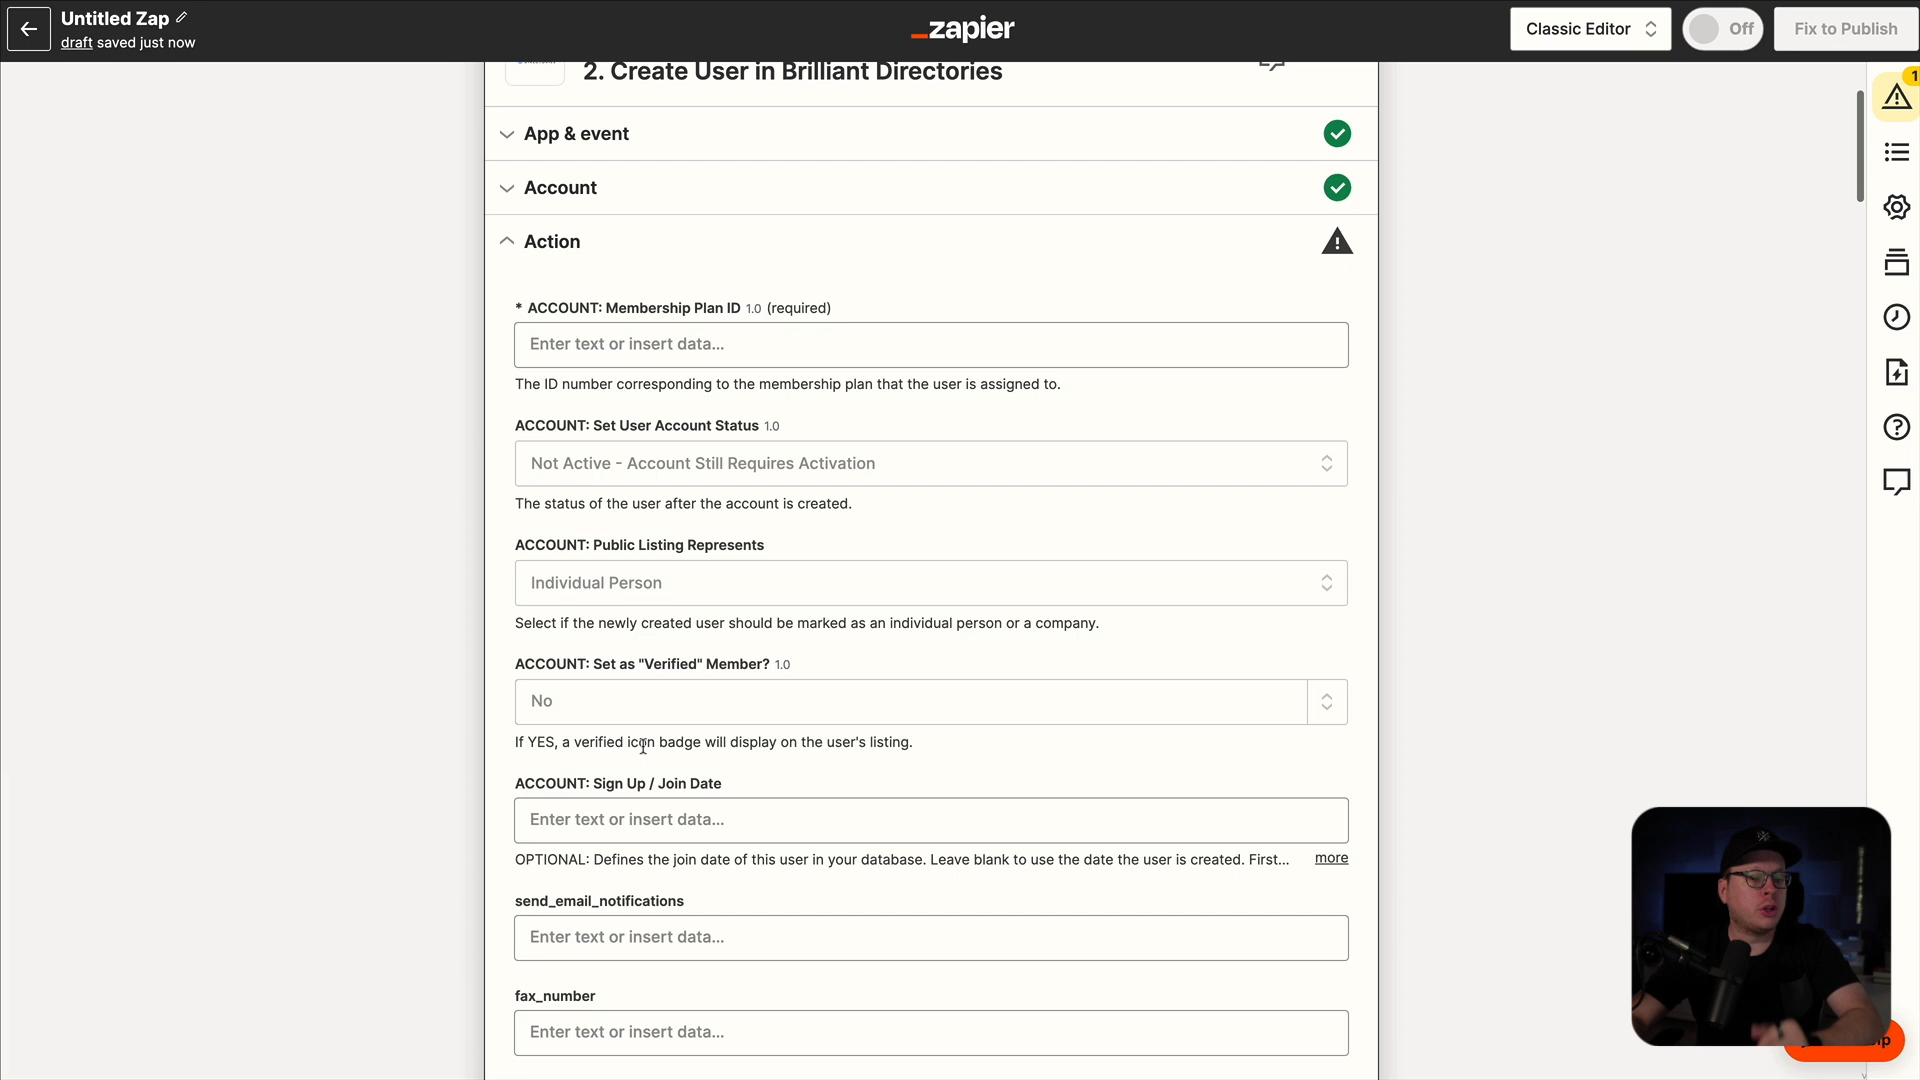 Untitled Zap
draft saved just now
zapier
Classic Editor
Off
Fix to Publish
1
2. Create User in Brilliant Directories
App & event
Account
Action
* ACCOUNT: Membership Plan ID 1.0 (required)
Enter text or insert data...
The ID number corresponding to the membership plan that the user is assigned to.
ACCOUNT: Set User Account Status 1.0
Not Active - Account Still Requires Activation
The status of the user after the account is created.
ACCOUNT: Public Listing Represents
Individual Person
Select if the newly created user should be marked as an individual person or a company.
ACCOUNT: Set as "Verified" Member? 1.0
No
If YES, a verified icon badge will display on the user's listing.
ACCOUNT: Sign Up / Join Date
Enter text or insert data...
OPTIONAL: Defines the join date of this user in your database. Leave blank to use the date the user is created. First... more
send_email_notifications
Enter text or insert data...
fax_number
Enter text or insert data...